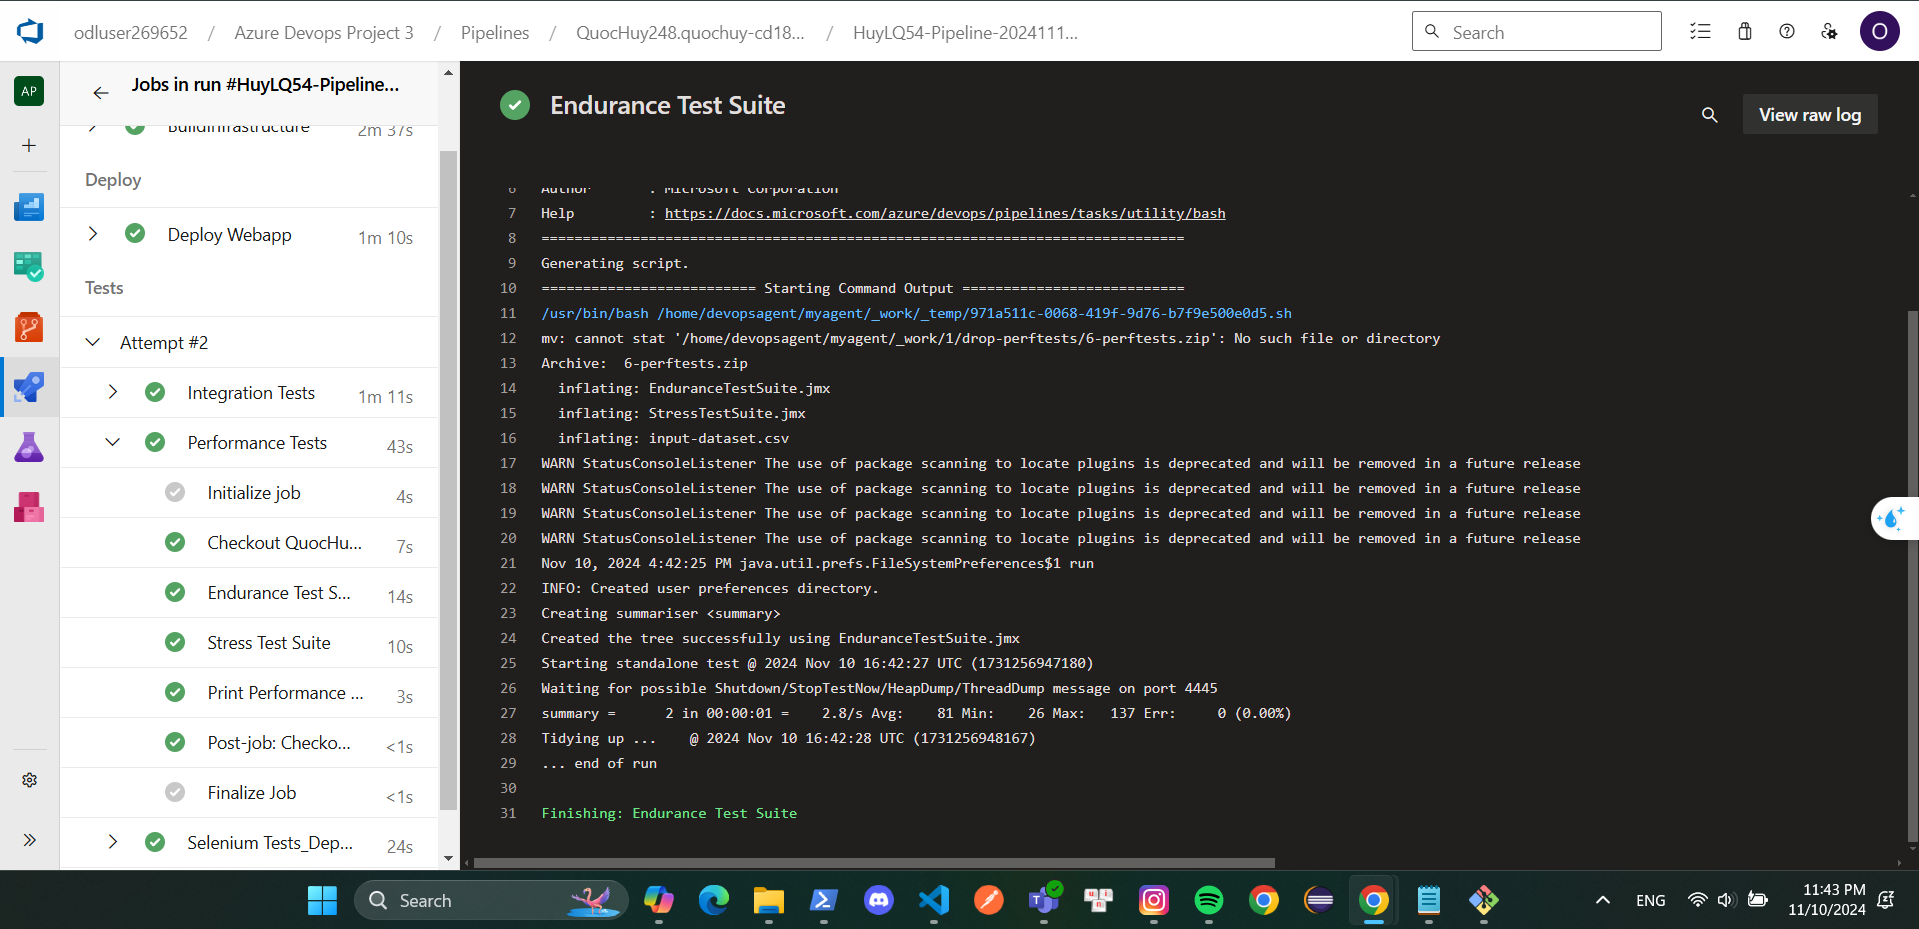 odluser269652 / Azure Devops Project 3 / Pipelines / QuocHuy248.quochuy-cd18... / HuyLQ54-Pipeline-2024111...
Search
O
AP
Jobs in run #HuyLQ54-Pipeline...
BuildInfrastructure 2m 37s
Deploy
Deploy Webapp 1m 10s
Tests
Attempt #2
Integration Tests 1m 11s
Performance Tests 43s
Initialize job 4s
Checkout QuocHu... 7s
Endurance Test S... 14s
Stress Test Suite 10s
Print Performance ... 3s
Post-job: Checko... <1s
Finalize Job <1s
Selenium Tests_Dep... 24s
Endurance Test Suite
View raw log
6 Author : Microsoft Corporation
7 Help : https://docs.microsoft.com/azure/devops/pipelines/tasks/utility/bash
8 ==============================================================================
9 Generating script.
10 ========================== Starting Command Output ===========================
11 /usr/bin/bash /home/devopsagent/myagent/_work/_temp/971a511c-0068-419f-9d76-b7f9e500e0d5.sh
12 mv: cannot stat '/home/devopsagent/myagent/_work/1/drop-perftests/6-perftests.zip': No such file or directory
13 Archive:  6-perftests.zip
14 inflating: EnduranceTestSuite.jmx
15 inflating: StressTestSuite.jmx
16 inflating: input-dataset.csv
17 WARN StatusConsoleListener The use of package scanning to locate plugins is deprecated and will be removed in a future release
18 WARN StatusConsoleListener The use of package scanning to locate plugins is deprecated and will be removed in a future release
19 WARN StatusConsoleListener The use of package scanning to locate plugins is deprecated and will be removed in a future release
20 WARN StatusConsoleListener The use of package scanning to locate plugins is deprecated and will be removed in a future release
21 Nov 10, 2024 4:42:25 PM java.util.prefs.FileSystemPreferences$1 run
22 INFO: Created user preferences directory.
23 Creating summariser <summary>
24 Created the tree successfully using EnduranceTestSuite.jmx
25 Starting standalone test @ 2024 Nov 10 16:42:27 UTC (1731256947180)
26 Waiting for possible Shutdown/StopTestNow/HeapDump/ThreadDump message on port 4445
27 summary =      2 in 00:00:01 =    2.8/s Avg:    81 Min:    26 Max:   137 Err:     0 (0.00%)
28 Tidying up ...    @ 2024 Nov 10 16:42:28 UTC (1731256948167)
29 ... end of run
30
31 Finishing: Endurance Test Suite
Search
ENG
11:43 PM
11/10/2024